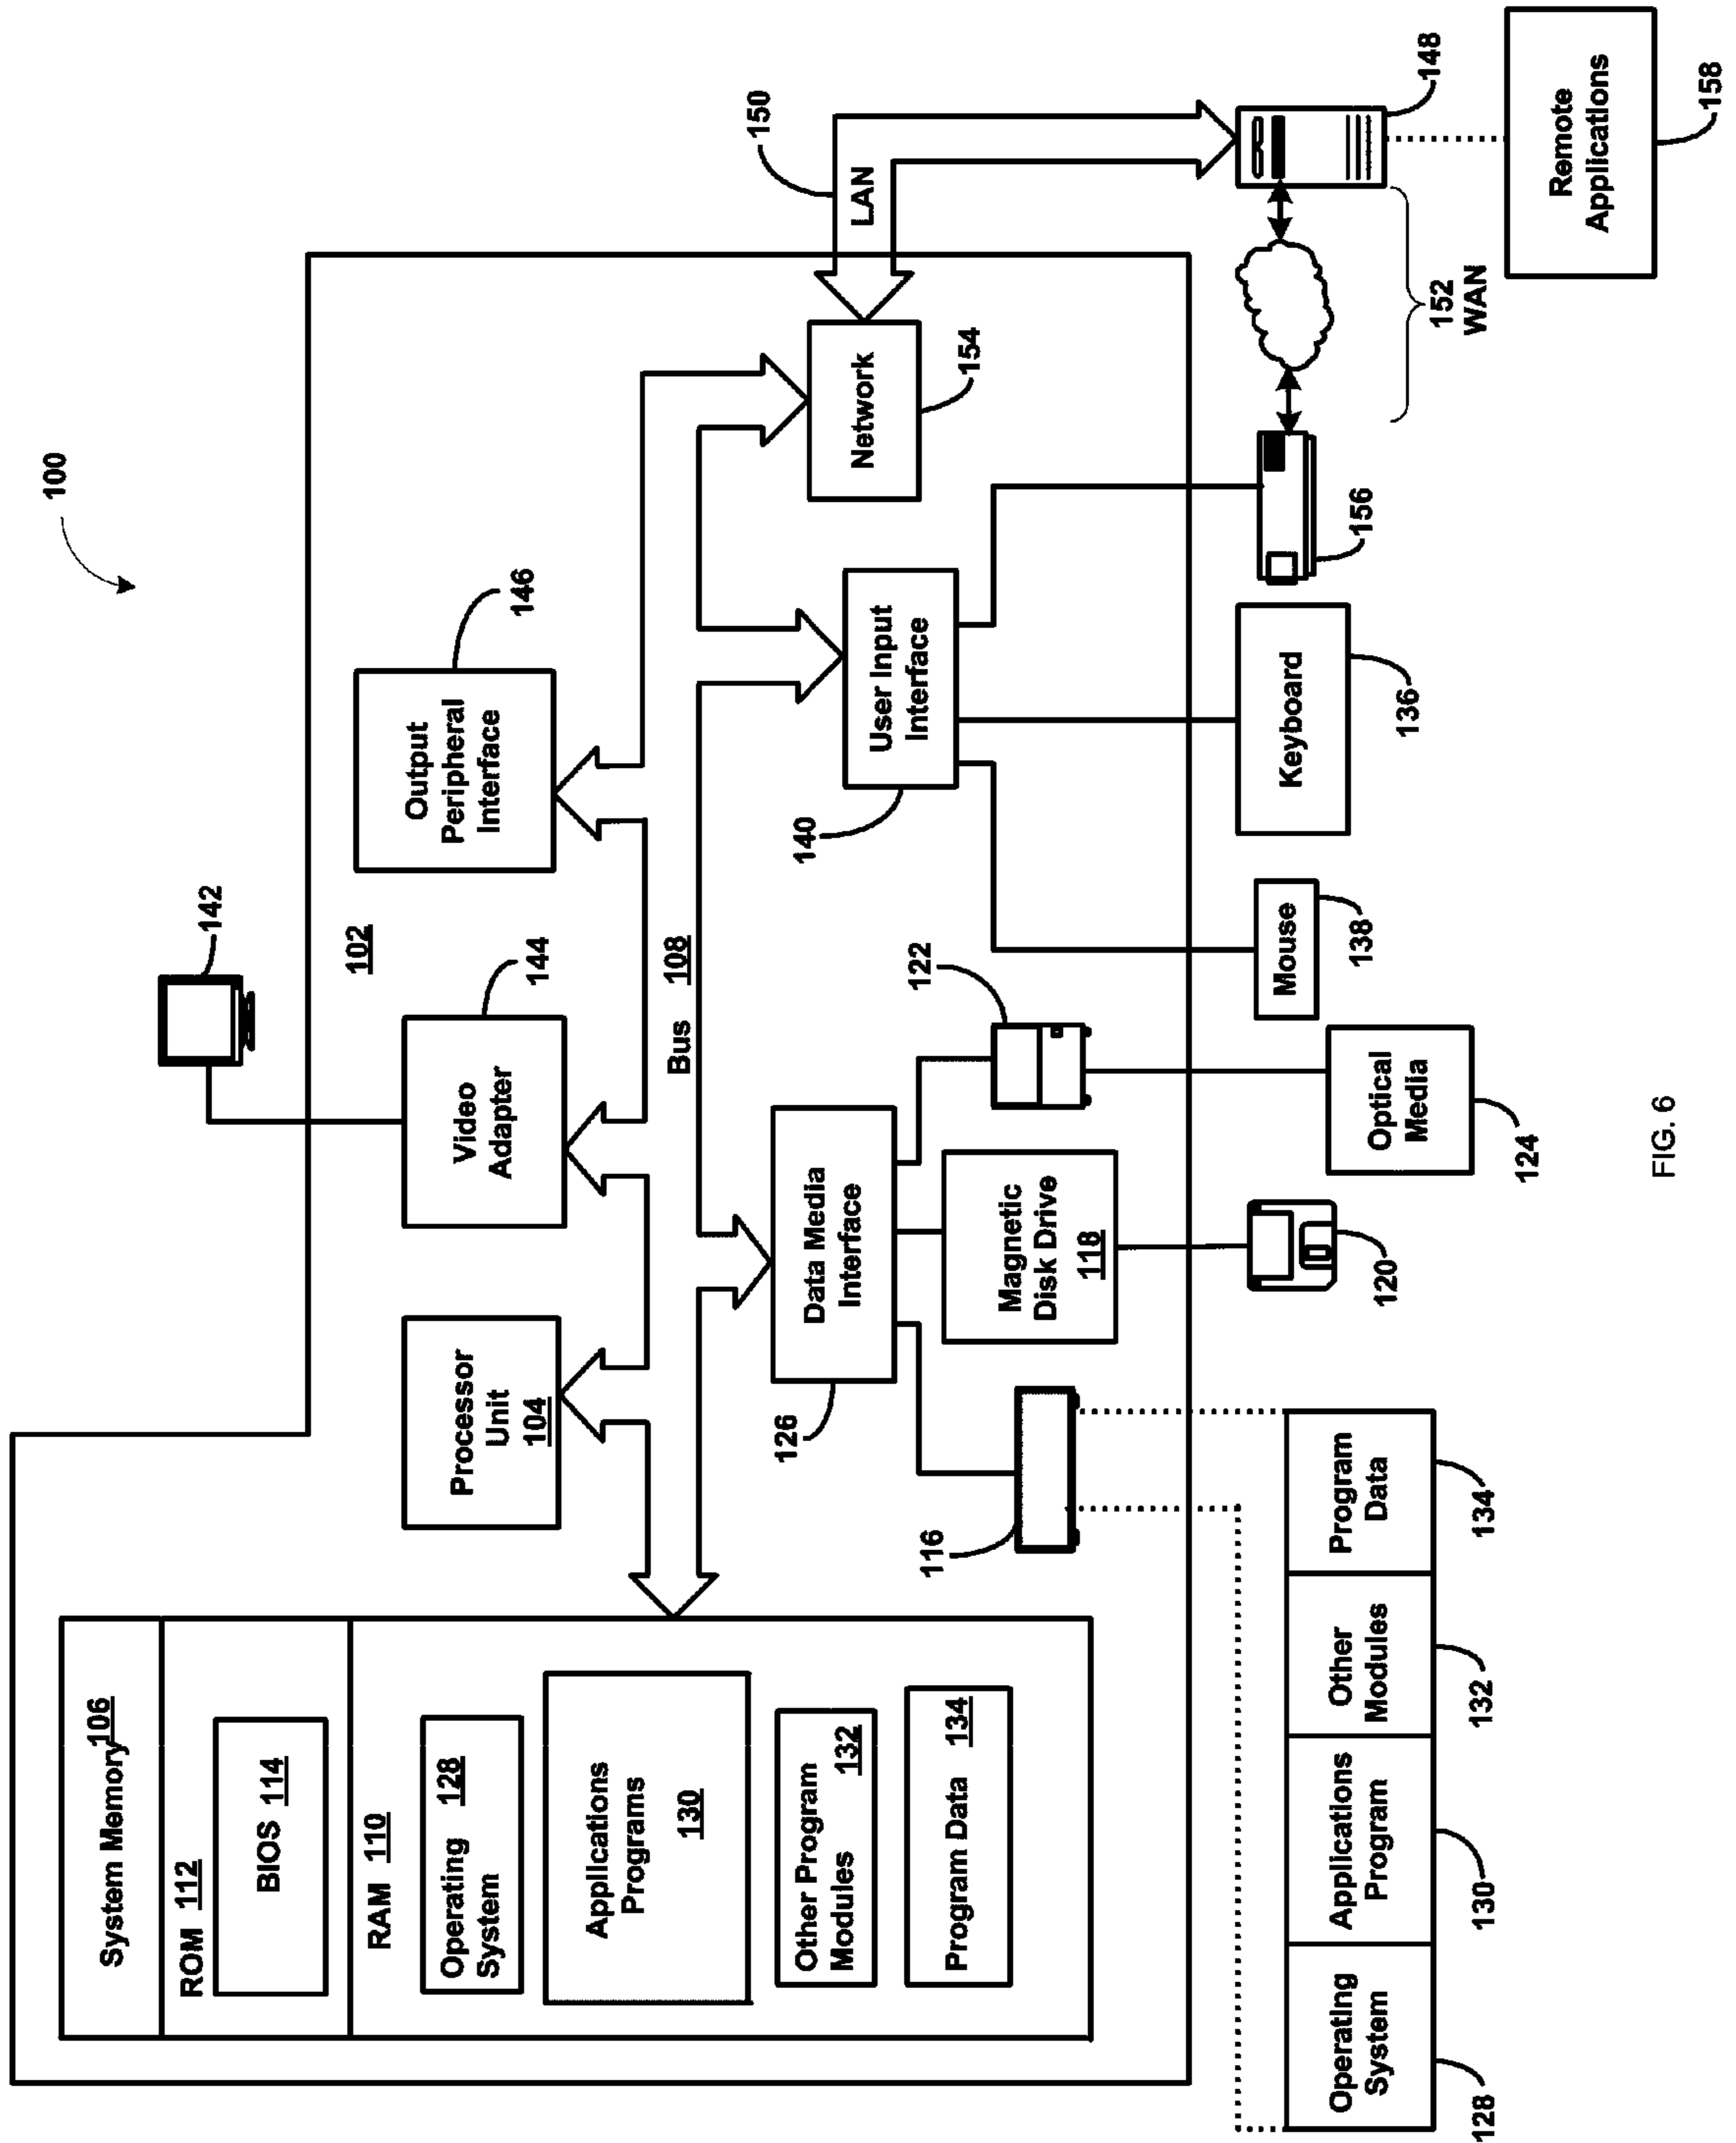 100
142
102
System Memory 106
ROM 112
BIOS 114
RAM 110
Operating
System
128
Applications
Programs
130
Other Program
Modules
132
Program Data
134
Processor
Unit
104
Video
Adapter
144
Output
Peripheral
Interface
146
Bus
108
Data Media
Interface
126
User Input
Interface
140
Network
154
LAN
150
116
Magnetic
Disk Drive
118
122
120
Optical
Media
124
Mouse
138
Keyboard
136
156
152
WAN
148
Remote
Applications
158
Operating
System
128
Applications
Program
130
Other
Modules
132
Program
Data
134
FIG. 6